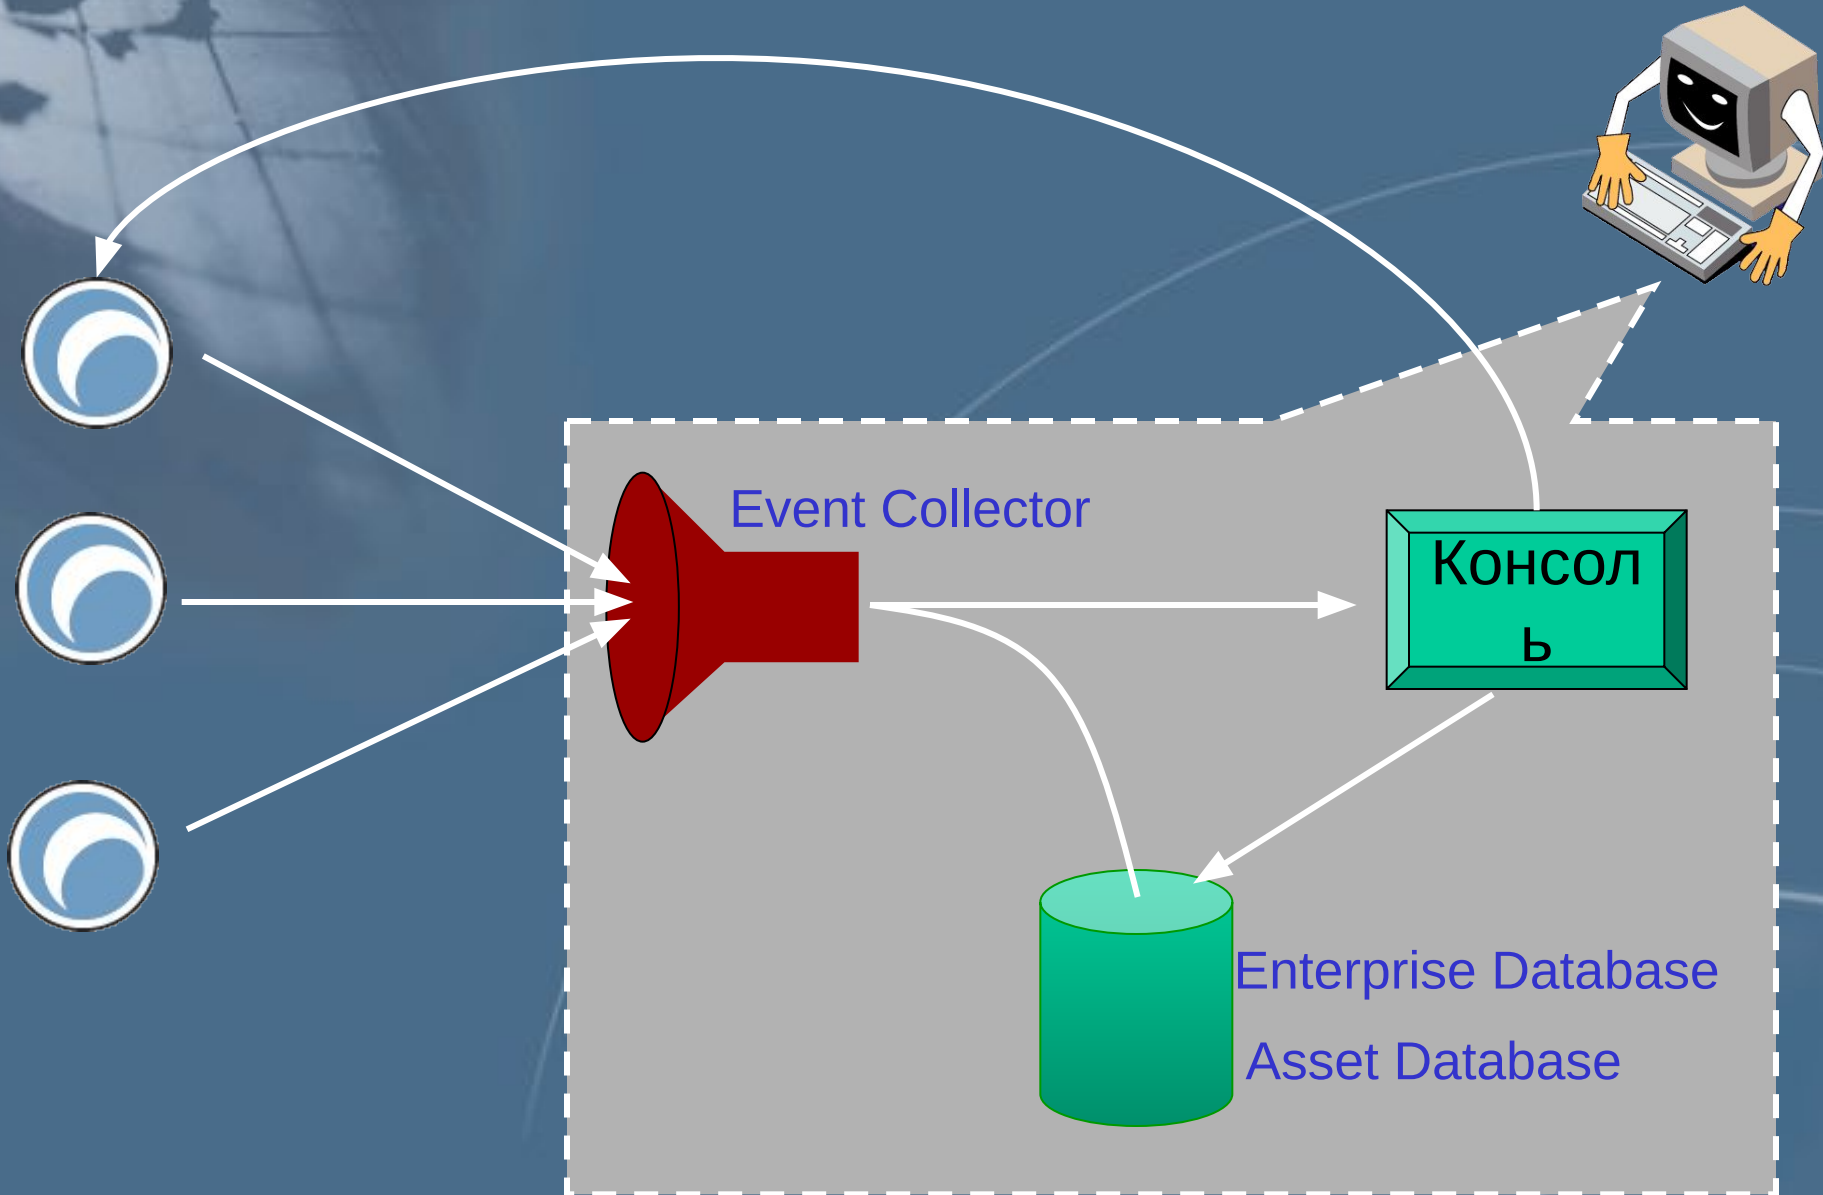 Event Collector
Консол
ь
Enterprise Database
Asset Database